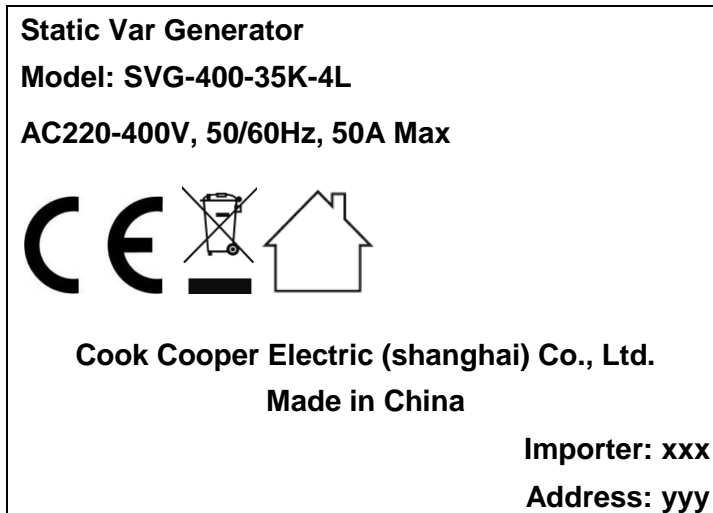 Static Var Generator
Model: SVG-400-35K-4L
AC220-400V, 50/60Hz, 50A Max
CE
Cook Cooper Electric (shanghai) Co., Ltd.
Made in China
Importer: xxx
Address: yyy